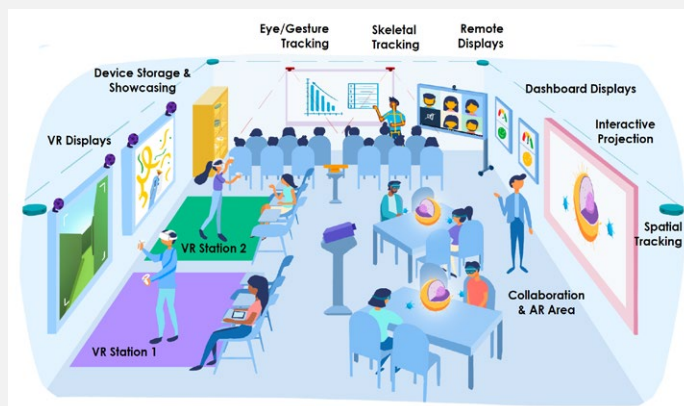 Eye/Gesture
Tracking
Skeletal
Tracking
Remote
Displays
Device Storage &
Showcasing
Dashboard Displays
VR Displays
Interactive
Projection
Spatial
Tracking
VR Station 2
Collaboration
& AR Area
VR Station 1